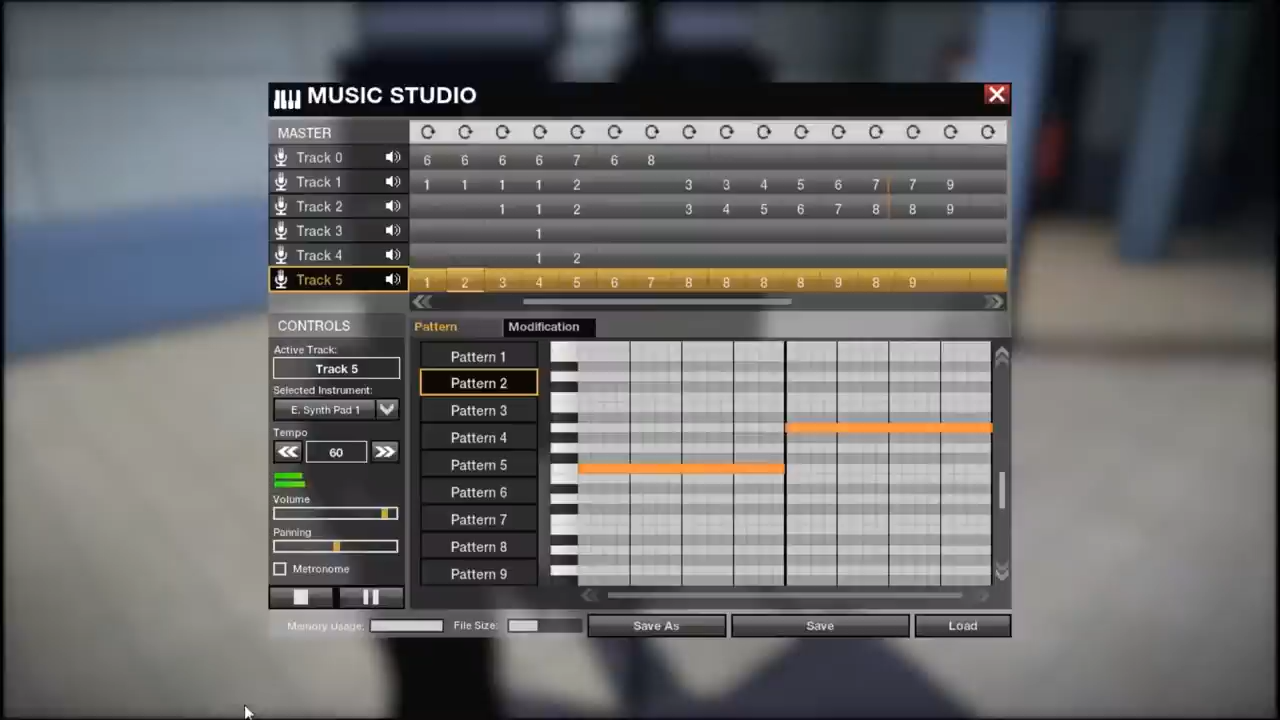 MUSIC STUDIO
MASTER
Track 0 6 6 6 6 7 6 8
Track 1 1 1 1 1 2 3 3 4 5 6 7 7 9
Track 2 1 1 2 3 4 5 6 7 8 8 9
Track 3 1
Track 4 1 2
Track 5 1 2 3 4 5 6 7 8 8 8 8 9 8 9
CONTROLS
Pattern Modification
Active Track:
Track 5
Selected Instrument:
E. Synth Pad 1
Tempo
60
Volume
Panning
Metronome
Pattern 1
Pattern 2
Pattern 3
Pattern 4
Pattern 5
Pattern 6
Pattern 7
Pattern 8
Pattern 9
Memory Usage: File Size: Save As Save Load